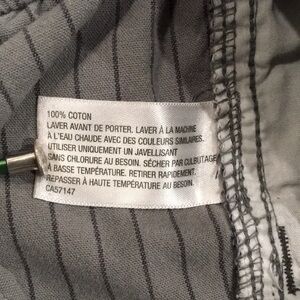 100% COTON
LAVER AVANT DE PORTER. LAVER À LA MACHINE
À L'EAU CHAUDE AVEC DES COULEURS SIMILAIRES.
UTILISER UNIQUEMENT UN JAVELLISANT
SANS CHLORURE AU BESOIN. SÉCHER PAR CULBUTAGE
À BASSE TEMPÉRATURE. RETIRER RAPIDEMENT.
REPASSER À HAUTE TEMPÉRATURE AU BESOIN.
CA57147